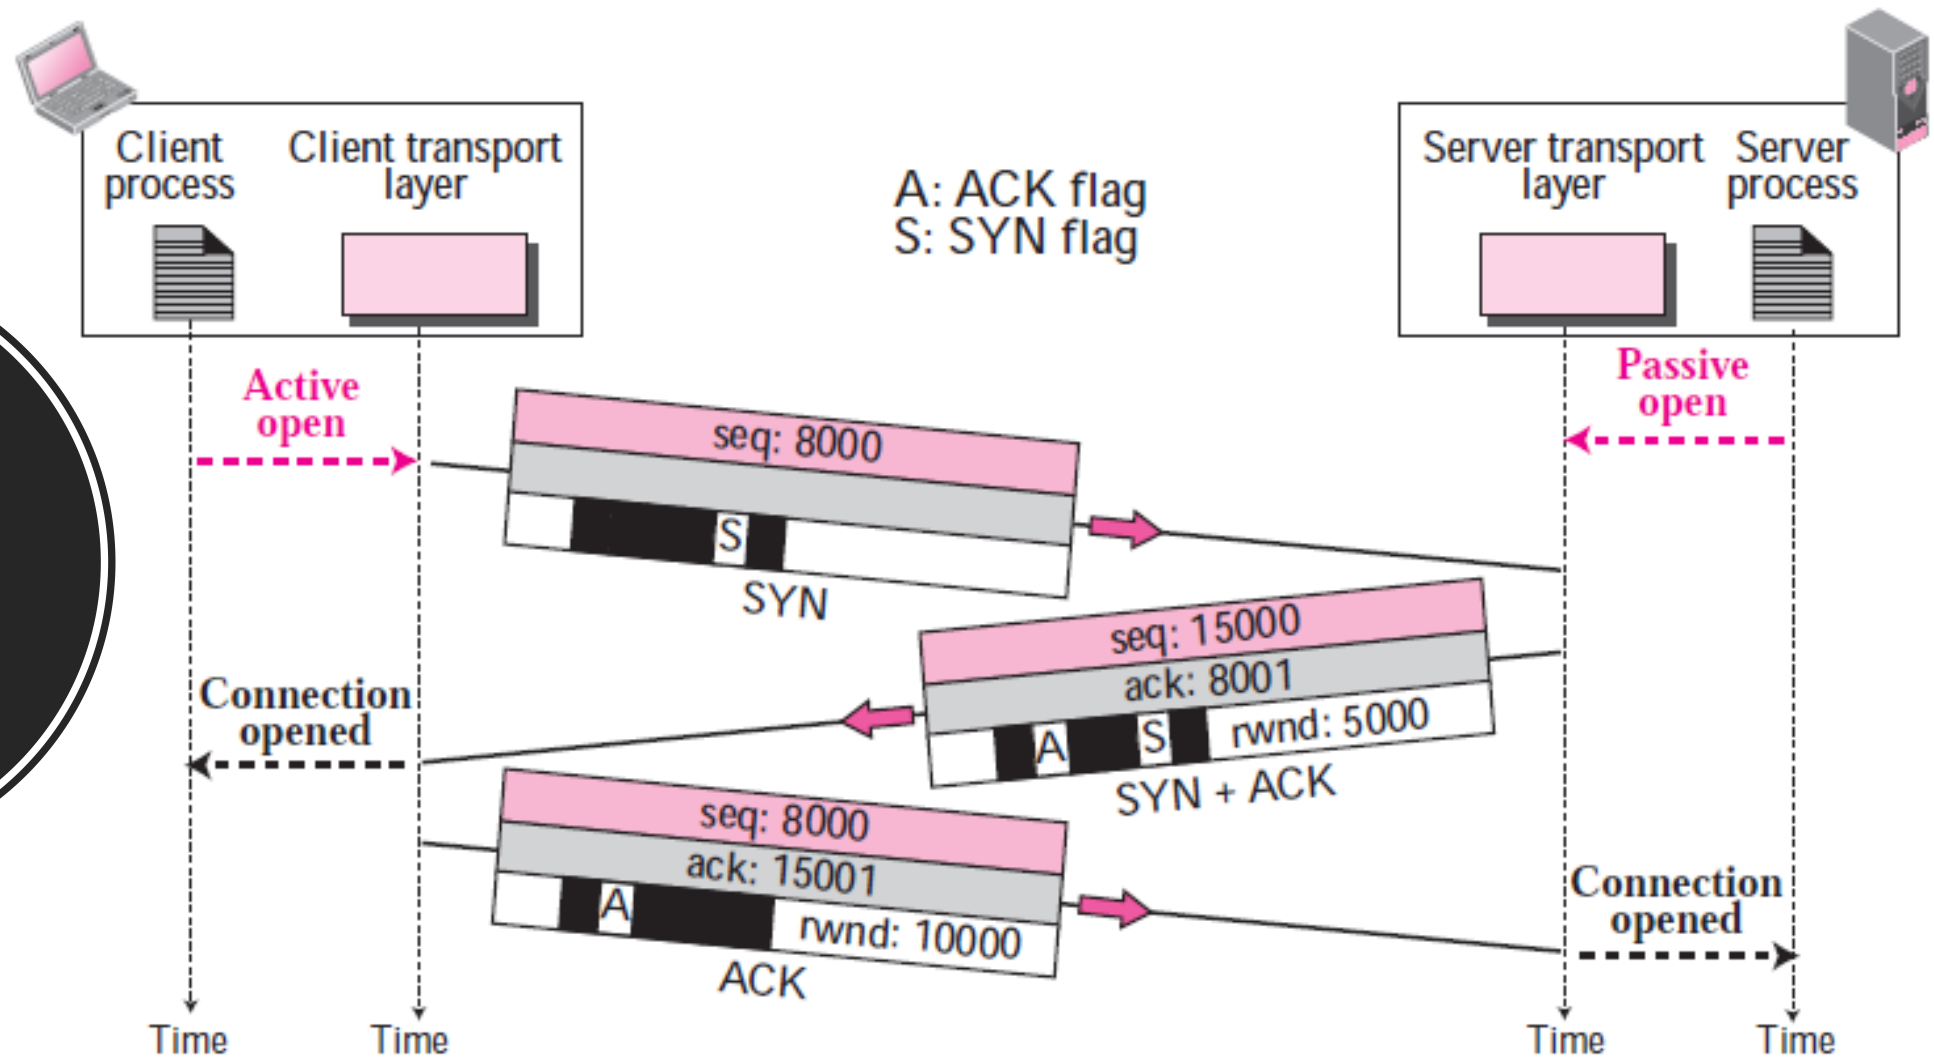 Client
process
Client transport
layer
A: ACK flag
S: SYN flag
Server transport
layer
Server
process
Active
open
Passive
open
seq: 8000
S
SYN
seq: 15000
ack: 8001
A
S
rwnd: 5000
SYN + ACK
Connection
opened
seq: 8000
ack: 15001
A
rwnd: 10000
ACK
Connection
opened
Time
Time
Time
Time